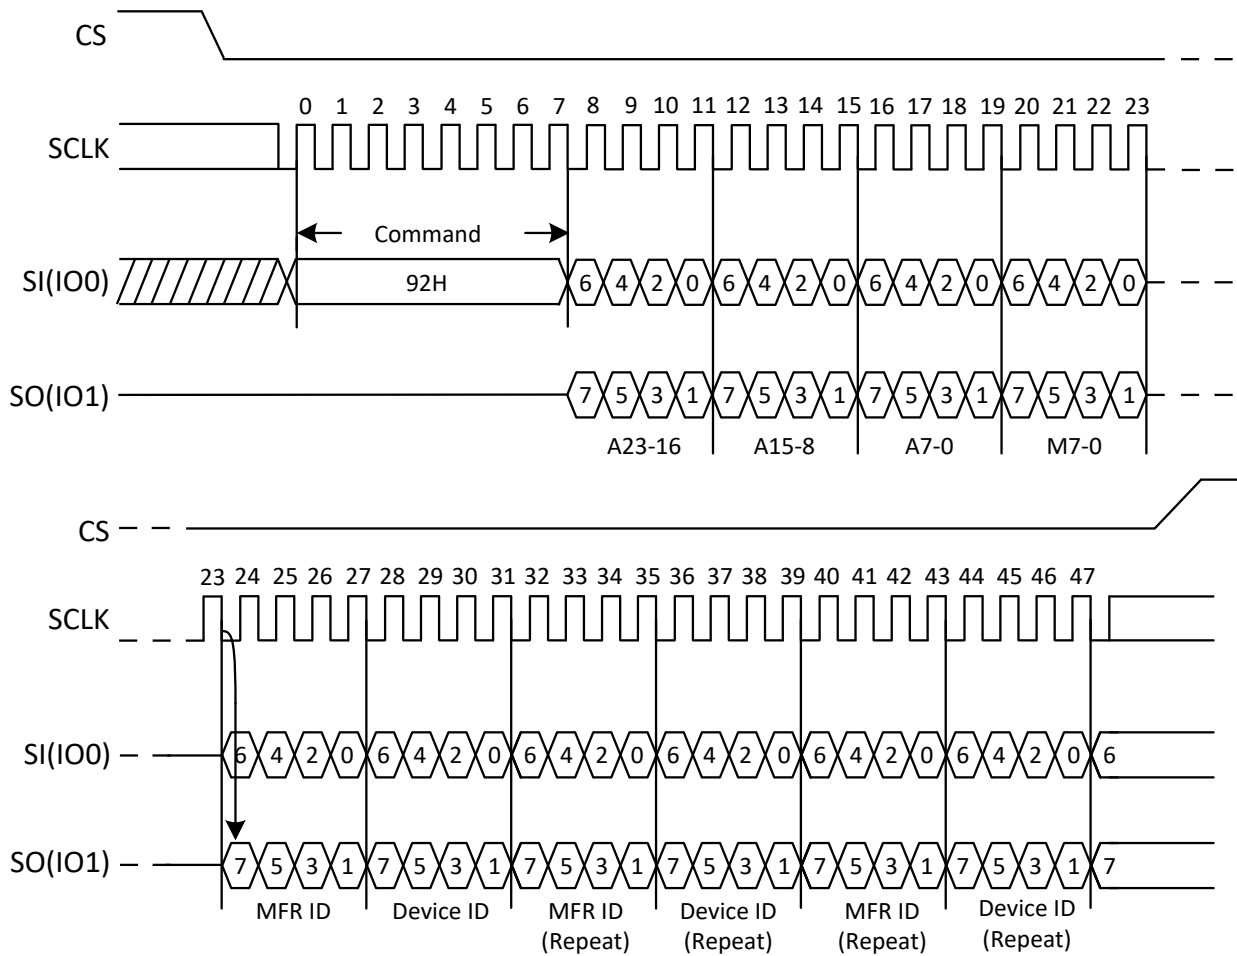 CS
0 1 2 3 4 5 6 7 8 9 10 11 12 13 14 15 16 17 18 19 20 21 22 23
SCLK
Command
SI(IO0)
92H
6 4 2 0 6 4 2 0 6 4 2 0 6 4 2 0
SO(IO1)
7 5 3 1 7 5 3 1 7 5 3 1 7 5 3 1
A23-16 A15-8 A7-0 M7-0
CS
23 24 25 26 27 28 29 30 31 32 33 34 35 36 37 38 39 40 41 42 43 44 45 46 47
SCLK
SI(IO0)
6 4 2 0 6 4 2 0 6 4 2 0 6 4 2 0 6 4 2 0 6 4 2 0 6
SO(IO1)
7 5 3 1 7 5 3 1 7 5 3 1 7 5 3 1 7 5 3 1 7 5 3 1 7
MFR ID Device ID MFR ID Device ID MFR ID Device ID
(Repeat) (Repeat) (Repeat) (Repeat)